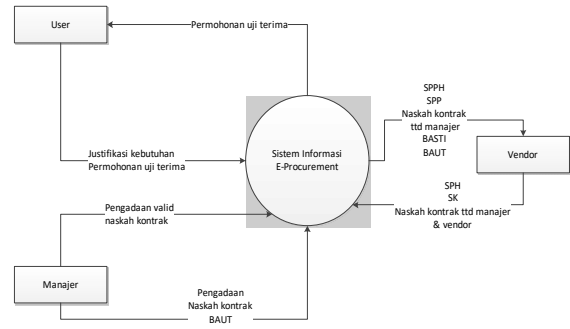 User
Permohonan uji terima
SPPH
SPP
Naskah kontrak
ttd manajer
BASTI
BAUT
Justifikasi kebutuhan
Permohonan uji terima
Sistem Informasi
E-Procurement
Vendor
SPH
SK
Naskah kontrak ttd manajer
& vendor
Pengadaan valid
naskah kontrak
Manajer
Pengadaan
Naskah kontrak
BAUT